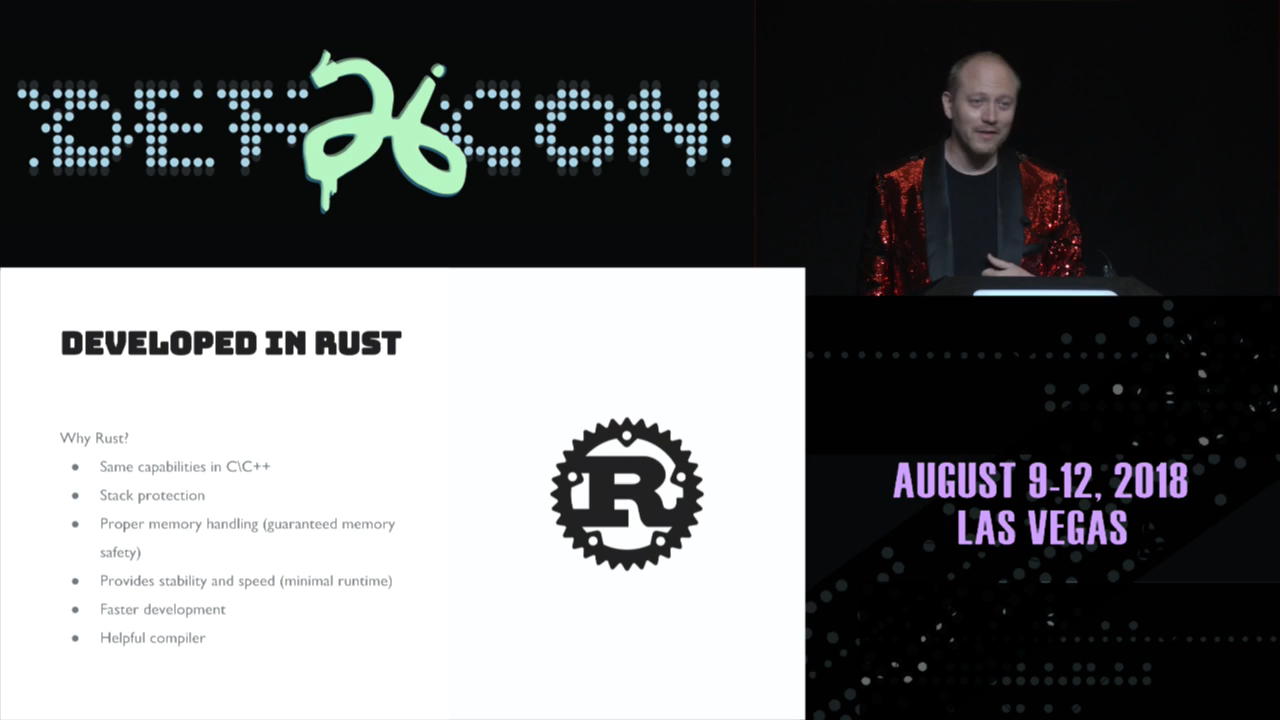 DEF CON
26
DEVELOPED IN RUST
Why Rust?
Same capabilities in C\C++
Stack protection
Proper memory handling (guaranteed memory
safety)
Provides stability and speed (minimal runtime)
Faster development
Helpful compiler
R
AUGUST 9-12, 2018
LAS VEGAS